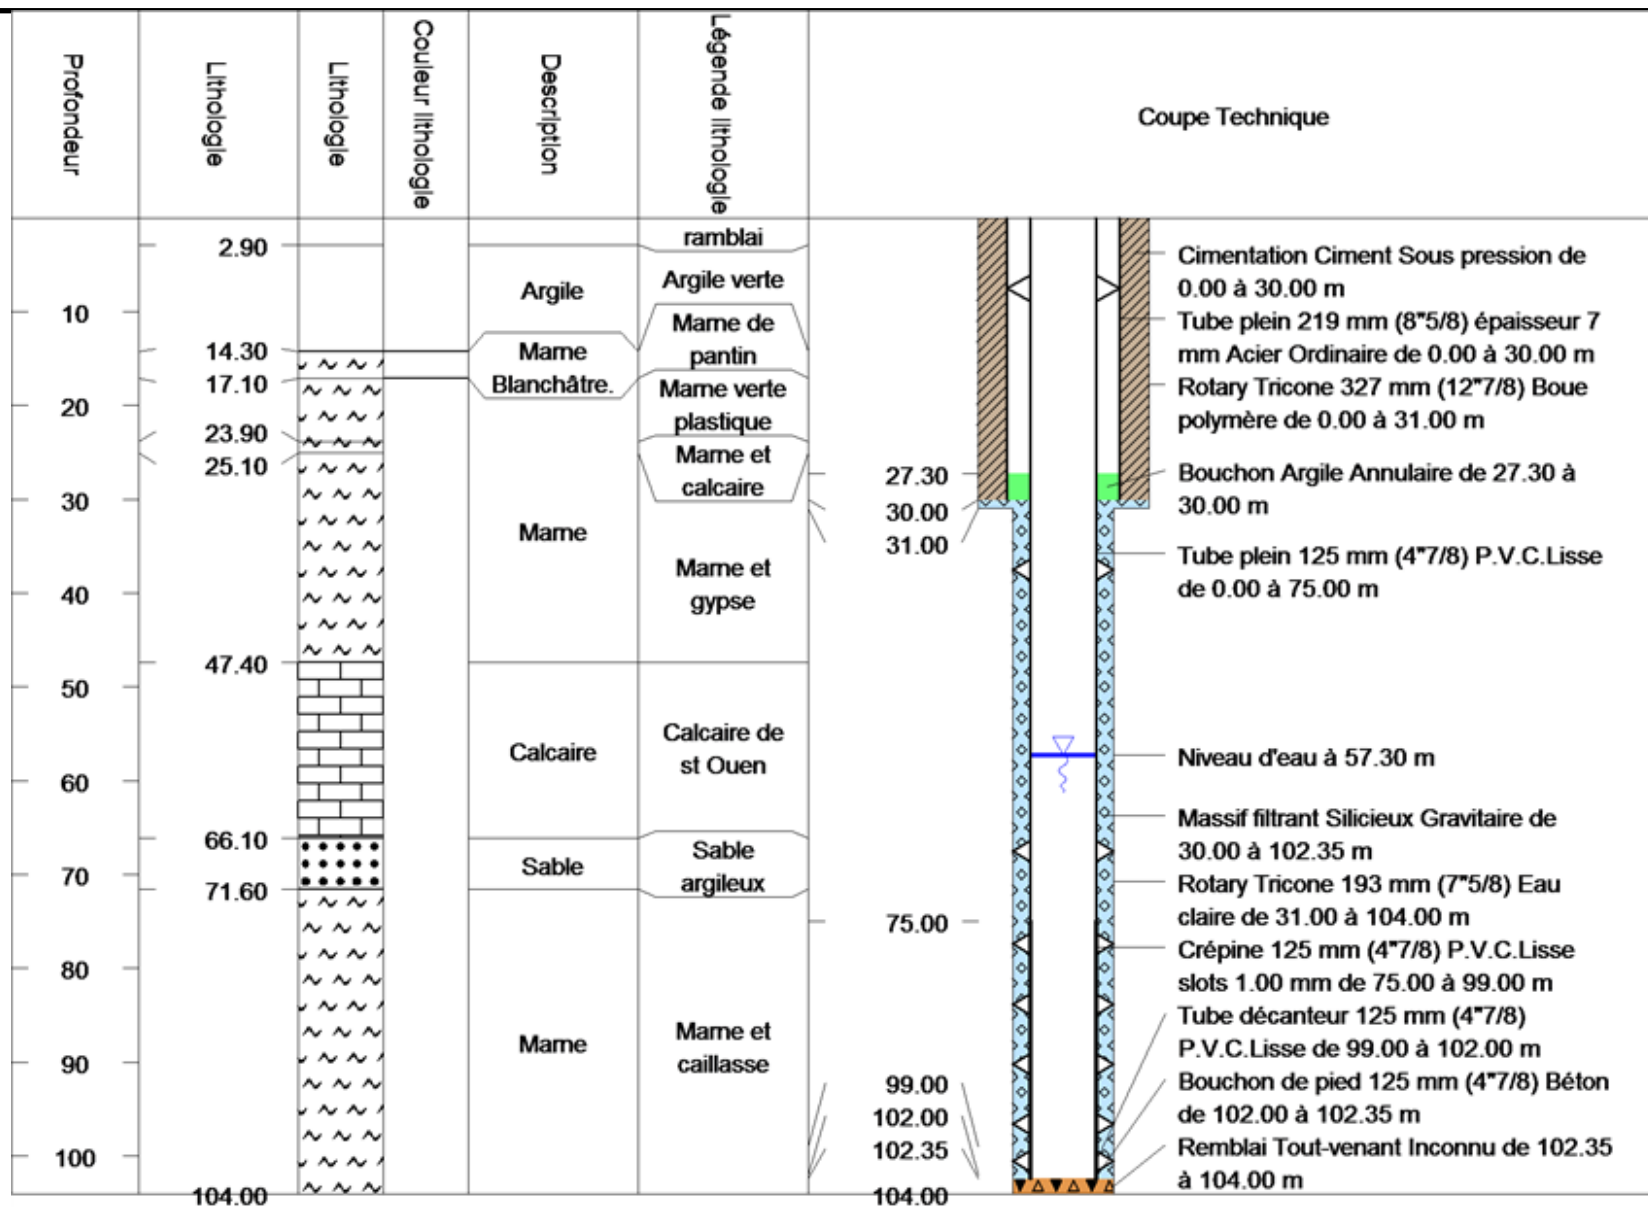 Profondeur
Lithologie
Lithologie
Couleur lithologie
Description
Légende lithologie
Coupe Technique
10
20
30
40
50
60
70
80
90
100
2.90
14.30
17.10
23.90
25.10
47.40
66.10
71.60
104.00
Argile
Marne
Blanchâtre.
Marne
Calcaire
Sable
Marne
ramblai
Argile verte
Marne de
pantin
Marne verte
plastique
Marne et
calcaire
Marne et
gypse
Calcaire de
st Ouen
Sable
argileux
Marne et
caillasse
27.30
30.00
31.00
75.00
99.00
102.00
102.35
104.00
Cimentation Ciment Sous pression de
0.00 à 30.00 m
Tube plein 219 mm (8"5/8) épaisseur 7
mm Acier Ordinaire de 0.00 à 30.00 m
Rotary Tricone 327 mm (12"7/8) Boue
polymère de 0.00 à 31.00 m
Bouchon Argile Annulaire de 27.30 à
30.00 m
Tube plein 125 mm (4"7/8) P.V.C.Lisse
de 0.00 à 75.00 m
Niveau d'eau à 57.30 m
Massif filtrant Silicieux Gravitaire de
30.00 à 102.35 m
Rotary Tricone 193 mm (7"5/8) Eau
claire de 31.00 à 104.00 m
Crépine 125 mm (4"7/8) P.V.C.Lisse
slots 1.00 mm de 75.00 à 99.00 m
Tube décanteur 125 mm (4"7/8)
P.V.C.Lisse de 99.00 à 102.00 m
Bouchon de pied 125 mm (4"7/8) Béton
de 102.00 à 102.35 m
Remblai Tout-venant Inconnu de 102.35
à 104.00 m